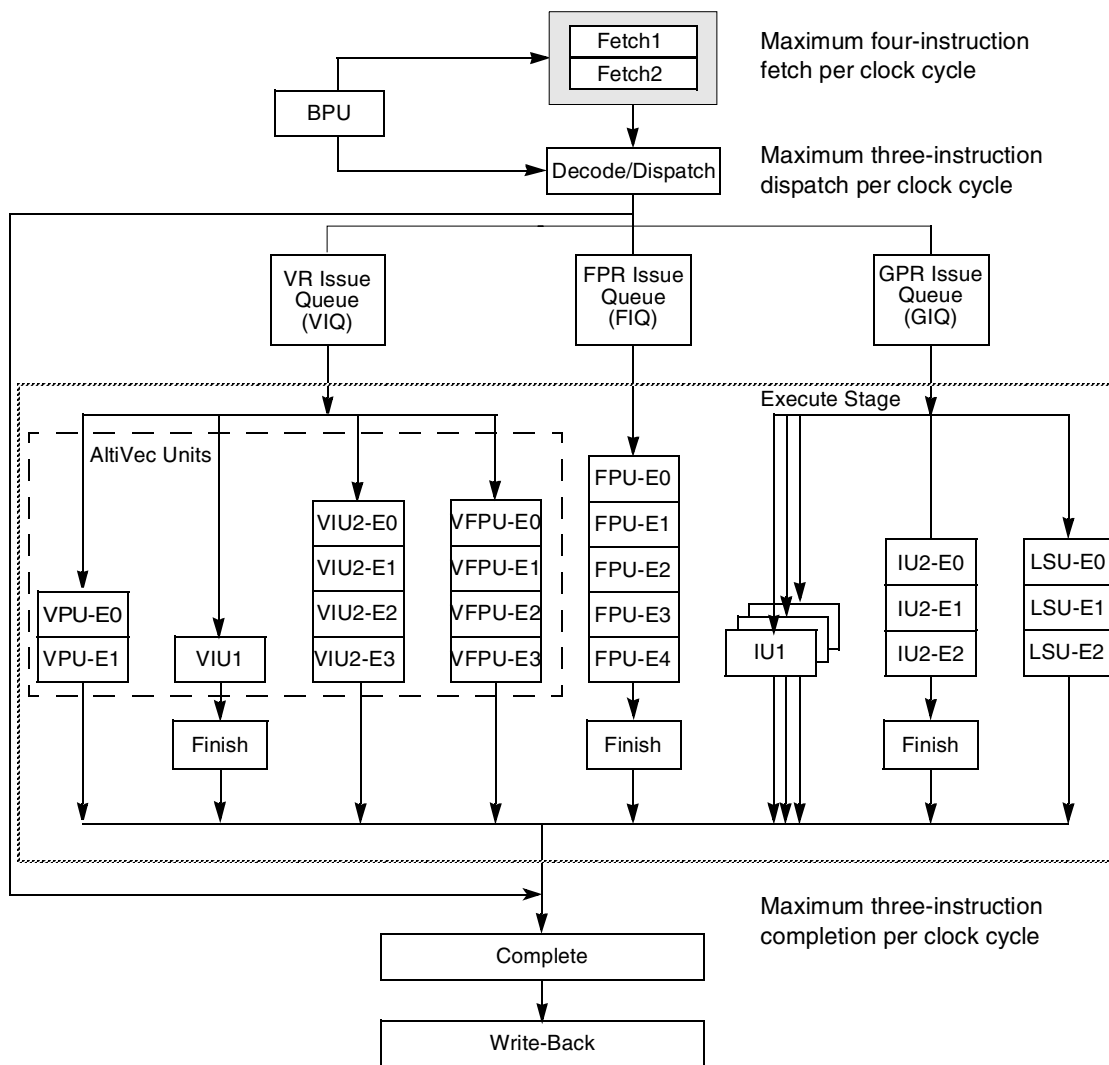 Fetch1
Fetch2
Maximum four-instruction
fetch per clock cycle
BPU
Decode/Dispatch
Maximum three-instruction
dispatch per clock cycle
VR Issue
Queue
(VIQ)
FPR Issue
Queue
(FIQ)
GPR Issue
Queue
(GIQ)
Execute Stage
AltiVec Units
VPU-E0
VPU-E1
VIU1
Finish
VIU2-E0
VIU2-E1
VIU2-E2
VIU2-E3
VFPU-E0
VFPU-E1
VFPU-E2
VFPU-E3
FPU-E0
FPU-E1
FPU-E2
FPU-E3
FPU-E4
Finish
IU1
IU2-E0
IU2-E1
IU2-E2
Finish
LSU-E0
LSU-E1
LSU-E2
Maximum three-instruction
completion per clock cycle
Complete
Write-Back